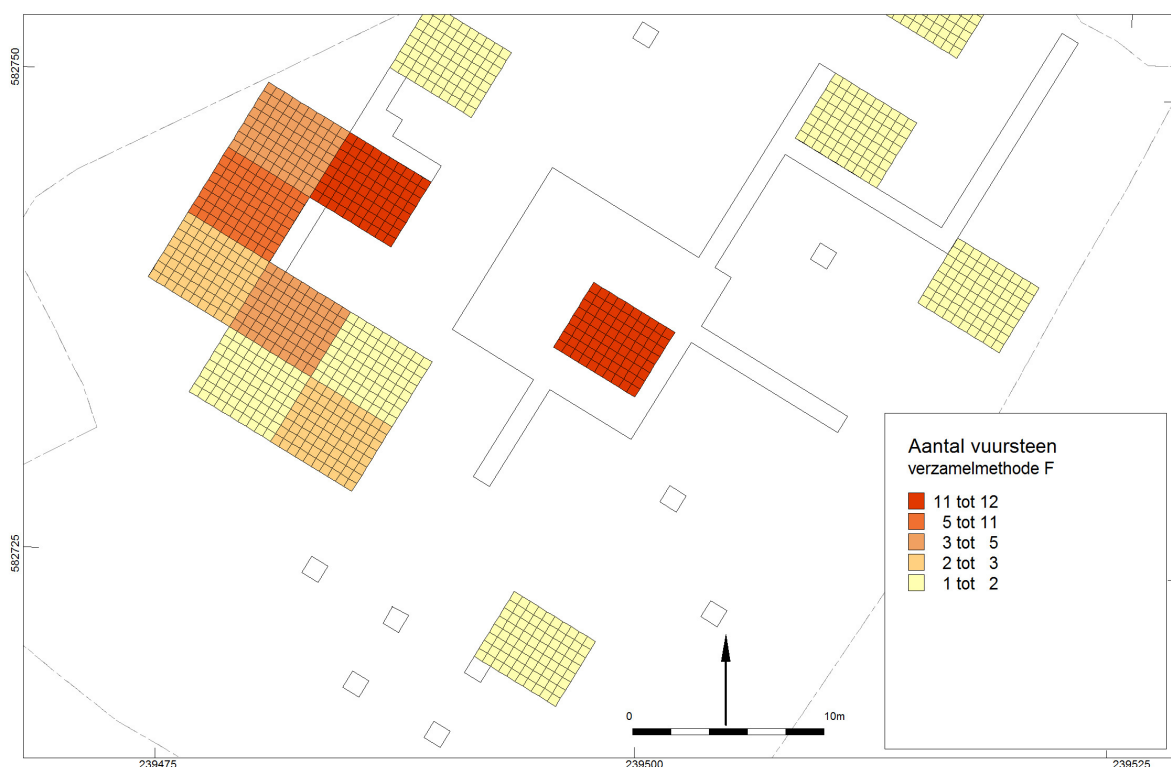 582750
582725
Aantal vuursteen
verzamelmethode F
11 tot 12
5 tot 11
3 tot 5
2 tot 3
1 tot 2
0 10m
239475 239500 239525